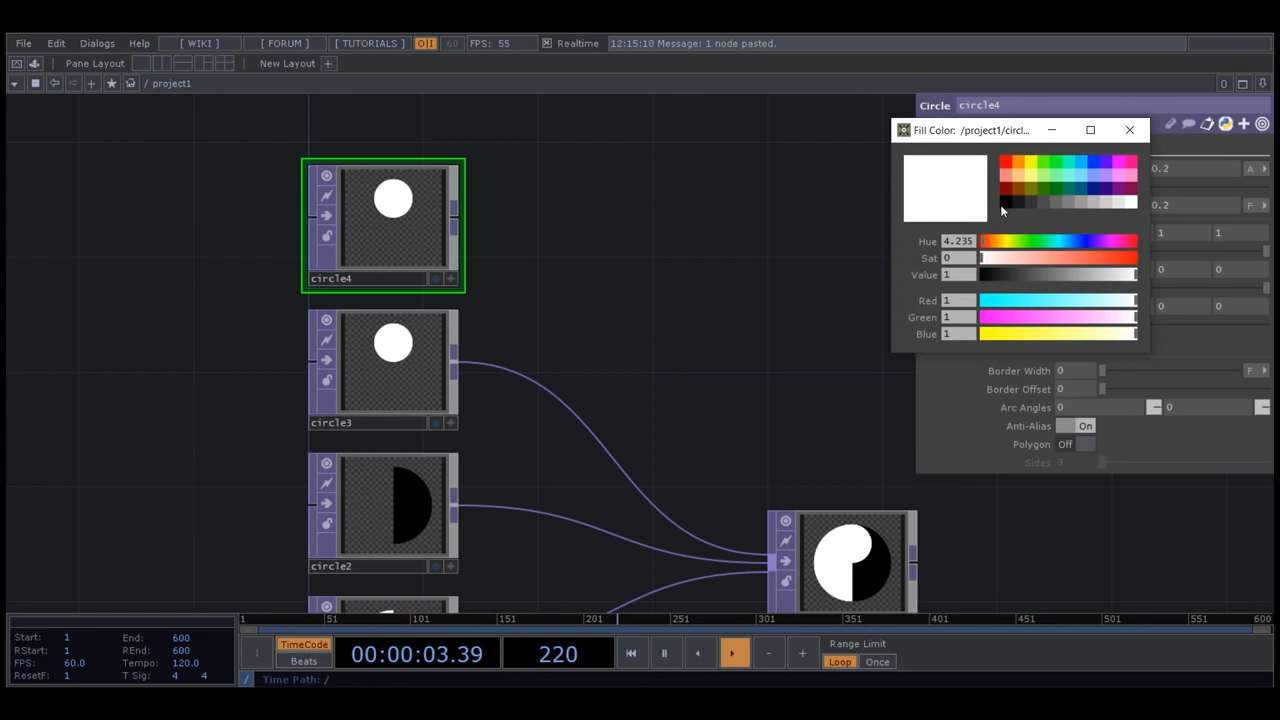 File Edit Dialogs Help [ WIKI ] [ FORUM ] [ TUTORIALS ] O|I 60 FPS: 55 Realtime 12:15:10 Message: 1 node pasted.
Pane Layout New Layout +
/ project1 0
Circle circle4
Fill Color: /project1/circl...
0.2 A
0.2 F
1 1
Hue 4.235
Sat 0
0 0
Value 1
Red 1
0 0
Green 1
Blue 1
circle4
Border Width 0 F
Border Offset 0
Arc Angles 0 0
Anti-Alias On
Polygon Off
Sides 3
circle3
circle2
1 51 101 151 201 251 301 351 401 451 501 551 600
Start: 1 End: 600
RStart: 1 REnd: 600
FPS: 60.0 Tempo: 120.0
ResetF: 1 T Sig: 4 4
TimeCode
Beats
00:00:03.39 220
Range Limit
Loop Once
/ Time Path: /